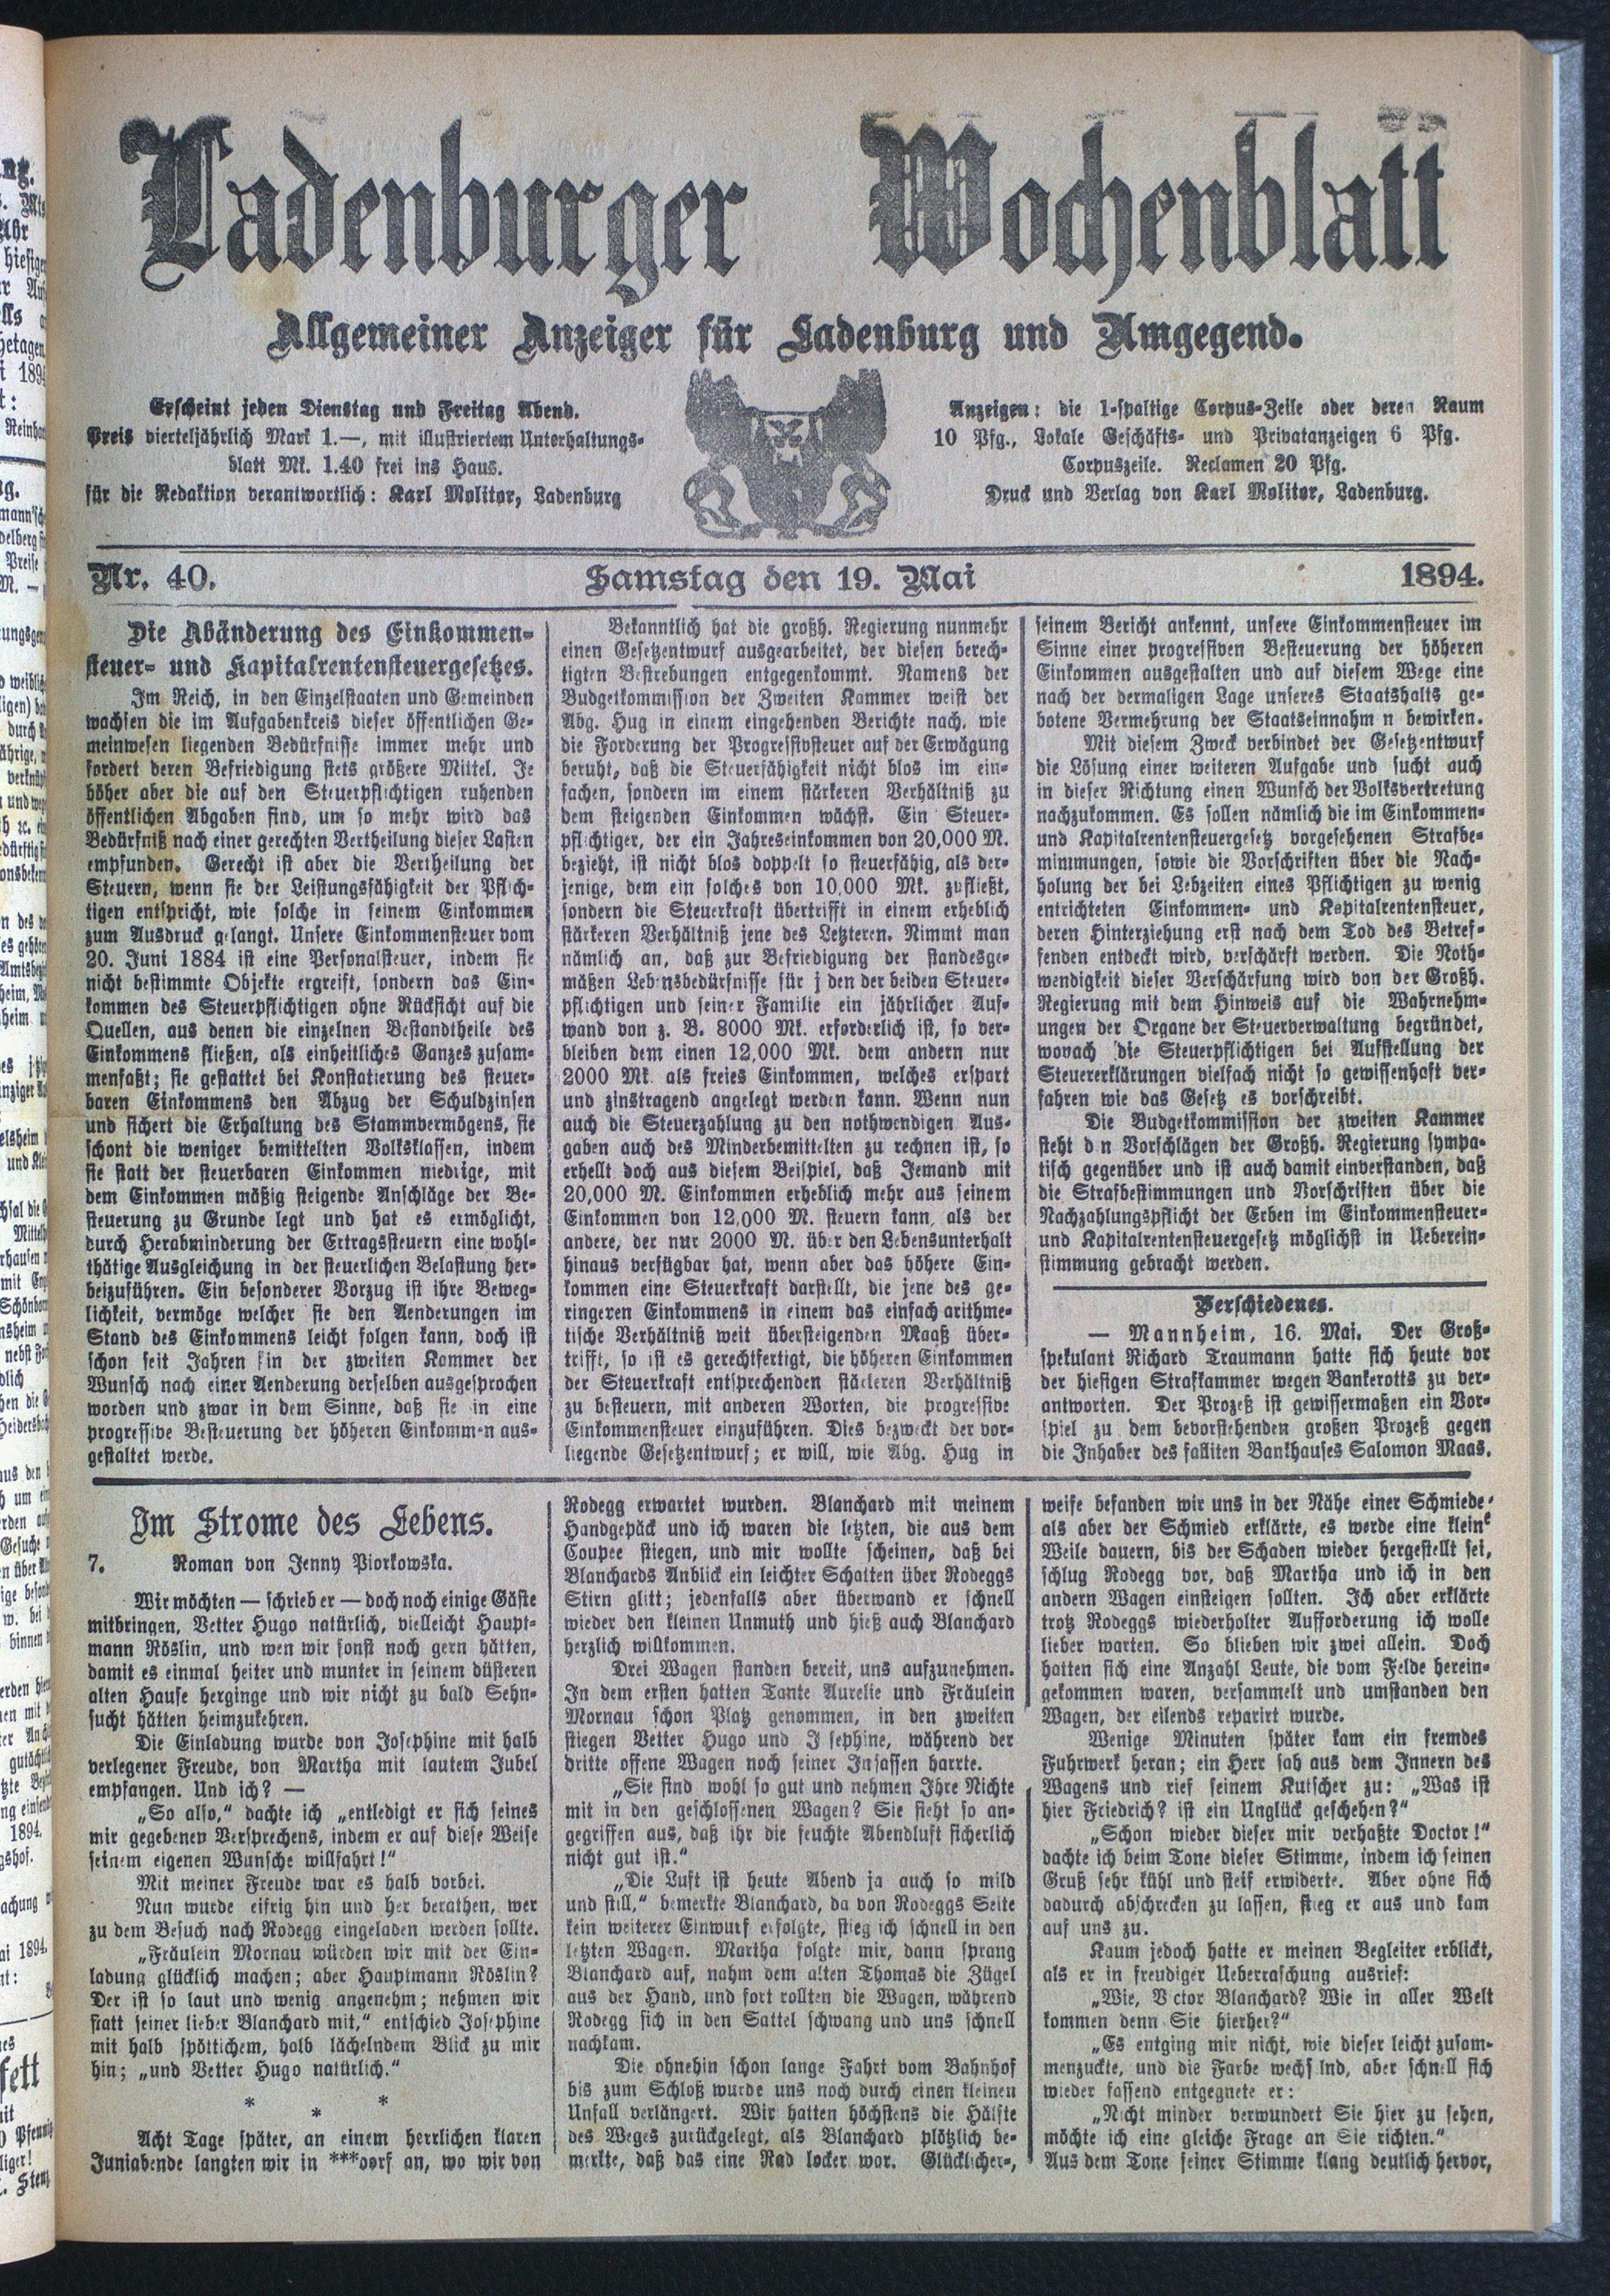 Ladenburger Wochenblatt
Allgemeiner Anzeiger für Ladenburg und Umgegend.
Erscheint jeden Dienstag und Freitag Abend.
Preis vierteljährlich Mark 1.—, mit illustriertem Unterhaltungs-
blatt Mk. 1.40 frei ins Haus.
für die Redaktion verantwortlich: Karl Molitor, Ladenburg
Anzeigen: die 1-spaltige Corpus-Zeile oder deren Raum
10 Pfg., Lokale Geschäfts- und Privatanzeigen 6 Pfg.
Corpuszeile. Reclamen 20 Pfg.
Druck und Verlag von Karl Molitor, Ladenburg.
Nr. 40. Samstag den 19. Mai 1894.
Die Abänderung des Einkommen-
steuer- und Kapitalrentensteuergesetzes.
Im Reich, in den Einzelstaaten und Gemeinden
wachsen die im Aufgabenkreis dieser öffentlichen Ge-
meinwesen liegenden Bedürfnisse immer mehr und
fordert deren Befriedigung stets größere Mittel. Je
höher aber die auf den Steuerpflichtigen ruhenden
öffentlichen Abgaben sind, um so mehr wird das
Bedürfniß nach einer gerechten Vertheilung dieser Lasten
empfunden. Gerecht ist aber die Vertheilung der
Steuern, wenn sie der Leistungsfähigkeit der Pflich-
tigen entspricht, wie solche in seinem Einkommen
zum Ausdruck gelangt. Unsere Einkommensteuer vom
20. Juni 1884 ist eine Personalsteuer, indem sie
nicht bestimmte Objekte ergreift, sondern das Ein-
kommen des Steuerpflichtigen ohne Rücksicht auf die
Quellen, aus denen die einzelnen Bestandtheile des
Einkommens fließen, als einheitliches Ganzes zusam-
menfaßt; sie gestattet bei Konstatierung des steuer-
baren Einkommens den Abzug der Schuldzinsen
und sichert die Erhaltung des Stammvermögens, sie
schont die weniger bemittelten Volksklassen, indem
sie statt der steuerbaren Einkommen niedrige, mit
dem Einkommen mäßig steigende Anschläge der Be-
steuerung zu Grunde legt und hat es ermöglicht,
durch Herabminderung der Ertragssteuern eine wohl-
thätige Ausgleichung in der steuerlichen Belastung her-
beizuführen. Ein besonderer Vorzug ist ihre Beweg-
lichkeit, vermöge welcher sie den Aenderungen im
Stand des Einkommens leicht folgen kann, doch ist
schon seit Jahren in der zweiten Kammer der
Wunsch nach einer Aenderung derselben ausgesprochen
worden und zwar in dem Sinne, daß sie in eine
progressive Besteuerung der höheren Einkommen aus-
gestaltet werde.
Bekanntlich hat die großh. Regierung nunmehr
einen Gesetzentwurf ausgearbeitet, der diesen berech-
tigten Bestrebungen entgegenkommt. Namens der
Budgetkommission der Zweiten Kammer weist der
Abg. Hug in einem eingehenden Berichte nach, wie
die Forderung der Progressivsteuer auf der Erwägung
beruht, daß die Steuerfähigkeit nicht blos im ein-
fachen, sondern im einem stärkeren Verhältniß zu
dem steigenden Einkommen wächst. Ein Steuer-
pflichtiger, der ein Jahreseinkommen von 20,000 M.
bezieht, ist nicht blos doppelt so steuerfähig, als der-
jenige, dem ein solches von 10,000 Mk. zufließt,
sondern die Steuerkraft übertrifft in einem erheblich
stärkeren Verhältniß jene des Letzteren. Nimmt man
nämlich an, daß zur Befriedigung der standesge-
mäßen Lebensbedürfnisse für j den der beiden Steuer-
pflichtigen und seiner Familie ein jährlicher Auf-
wand von z. B. 8000 Mk. erforderlich ist, so ver-
bleiben dem einen 12,000 Mk. dem andern nur
2000 Mk als freies Einkommen, welches erspart
und zinstragend angelegt werden kann. Wenn nun
auch die Steuerzahlung zu den nothwendigen Aus-
gaben auch des Minderbemittelten zu rechnen ist, so
erhellt doch aus diesem Beispiel, daß Jemand mit
20,000 M. Einkommen erheblich mehr aus seinem
Einkommen von 12,000 M. steuern kann, als der
andere, der nur 2000 M. über den Lebensunterhalt
hinaus verfügbar hat, wenn aber das höhere Ein-
kommen eine Steuerkraft darstellt, die jene des ge-
ringeren Einkommens in einem das einfach arithme-
tische Verhältniß weit übersteigenden Maaß über-
trifft, so ist es gerechtfertigt, die höheren Einkommen
der Steuerkraft entsprechenden stärkeren Verhältniß
zu besteuern, mit anderen Worten, die progressive
Einkommensteuer einzuführen. Dies bezweckt der vor-
liegende Gesetzentwurf; er will, wie Abg. Hug in
seinem Bericht ankennt, unsere Einkommensteuer im
Sinne einer progressiven Besteuerung der höheren
Einkommen ausgestalten und auf diesem Wege eine
nach der dermaligen Lage unseres Staatshalts ge-
botene Vermehrung der Staatseinnahm n bewirken.
Mit diesem Zweck verbindet der Gesetzentwurf
die Lösung einer weiteren Aufgabe und sucht auch
in dieser Richtung einen Wunsch der Volksvertretung
nachzukommen. Es sollen nämlich die im Einkommen-
und Kapitalrentensteuergesetz vorgesehenen Strafbe-
minmungen, sowie die Vorschriften über die Nach-
holung der bei Lebzeiten eines Pflichtigen zu wenig
entrichteten Einkommen- und Kapitalrentensteuer,
deren Hinterziehung erst nach dem Tod des Betref-
fenden entdeckt wird, verschärft werden. Die Noth-
wendigkeit dieser Verschärfung wird von der Großh.
Regierung mit dem Hinweis auf die Wahrnehm-
ungen der Organe der Steuerverwaltung begründet,
wonach die Steuerpflichtigen bei Aufstellung der
Steuererklärungen vielfach nicht so gewissenhaft ver-
fahren wie das Gesetz es vorschreibt.
Die Budgetkommission der zweiten Kammer
steht d n Vorschlägen der Großh. Regierung sympa-
tisch gegenüber und ist auch damit einverstanden, daß
die Strafbestimmungen und Vorschriften über die
Nachzahlungspflicht der Erben im Einkommensteuer-
und Kapitalrentensteuergesetz möglichst in Ueberein-
stimmung gebracht werden.
Verschiedenes.
— Mannheim, 16. Mai. Der Groß-
spekulant Richard Traumann hatte sich heute vor
der hiesigen Strafkammer wegen Bankerotts zu ver-
antworten. Der Prozeß ist gewissermaßen ein Vor-
spiel zu dem bevorstehenden großen Prozeß gegen
die Inhaber des falliten Bankhauses Salomon Maas.
Im Strome des Lebens.
7. Roman von Jenny Piorkowska.
Wir möchten — schrieb er — doch noch einige Gäste
mitbringen, Vetter Hugo natürlich, vielleicht Haupt-
mann Röslin, und wen wir sonst noch gern hätten,
damit es einmal heiter und munter in seinem düsteren
alten Hause herginge und wir nicht zu bald Sehn-
sucht hätten heimzukehren.
Die Einladung wurde von Josephine mit halb
verlegener Freude, von Martha mit lautem Jubel
empfangen. Und ich? —
„So also,“ dachte ich „entledigt er sich seines
mir gegebenen Versprechens, indem er auf diese Weise
seinem eigenen Wunsche willfahrt!“
Mit meiner Freude war es halb vorbei.
Nun wurde eifrig hin und her berathen, wer
zu dem Besuch nach Rodegg eingeladen werden sollte.
„Fräulein Mornau würden wir mit der Ein-
ladung glücklich machen; aber Hauptmann Röslin?
Der ist so laut und wenig angenehm; nehmen wir
statt seiner lieber Blanchard mit,“ entschied Josephine
mit halb spöttichem, halb lächelndem Blick zu mir
hin; „und Vetter Hugo natürlich.“
* * *
Acht Tage später, an einem herrlichen klaren
Juniabende langten wir in ***dorf an, wo wir von
Rodegg erwartet wurden. Blanchard mit meinem
Handgepäck und ich waren die letzten, die aus dem
Coupee stiegen, und mir wollte scheinen, daß bei
Blanchards Anblick ein leichter Schatten über Rodeggs
Stirn glitt; jedenfalls aber überwand er schnell
wieder den kleinen Unmuth und hieß auch Blanchard
herzlich willkommen.
Drei Wagen standen bereit, uns aufzunehmen.
In dem ersten hatten Tante Aurelie und Fräulein
Mornau schon Platz genommen, in den zweiten
stiegen Vetter Hugo und J sephine, während der
dritte offene Wagen noch seiner Insassen harrte.
„Sie sind wohl so gut und nehmen Ihre Nichte
mit in den geschlossenen Wagen? Sie sieht so an-
gegriffen aus, daß ihr die feuchte Abendluft sicherlich
nicht gut ist.“
„Die Luft ist heute Abend ja auch so mild
und still,“ bemerkte Blanchard, da von Rodeggs Seite
kein weiterer Einwurf erfolgte, stieg ich schnell in den
letzten Wagen. Martha folgte mir, dann sprang
Blanchard auf, nahm dem alten Thomas die Zügel
aus der Hand, und fort rollten die Wagen, während
Rodegg sich in den Sattel schwang und uns schnell
nachkam.
Die ohnehin schon lange Fahrt vom Bahnhof
bis zum Schloß wurde uns noch durch einen kleinen
Unfall verlängert. Wir hatten höchstens die Hälfte
des Weges zurückgelegt, als Blanchard plötzlich be-
merkte, daß das eine Rad locker war. Glücklicher-,
weise befanden wir uns in der Nähe einer Schmiede'
als aber der Schmied erklärte, es werde eine kleine
Weile dauern, bis der Schaden wieder hergestellt sei,
schlug Rodegg vor, daß Martha und ich in den
andern Wagen einsteigen sollten. Ich aber erklärte
trotz Rodeggs wiederholter Aufforderung ich wolle
lieber warten. So blieben wir zwei allein. Doch
hatten sich eine Anzahl Leute, die vom Felde herein-
gekommen waren, versammelt und umstanden den
Wagen, der eilends reparirt wurde.
Wenige Minuten später kam ein fremdes
Fuhrwerk heran; ein Herr sah aus dem Innern des
Wagens und rief seinem Kutscher zu: „Was ist
hier Friedrich? ist ein Unglück geschehen?“
„Schon wieder dieser mir verhaßte Doctor!“
dachte ich beim Tone dieser Stimme, indem ich seinen
Gruß sehr kühl und steif erwiderte. Aber ohne sich
dadurch abschrecken zu lassen, stieg er aus und kam
auf uns zu.
Kaum jedoch hatte er meinen Begleiter erblickt,
als er in freudiger Ueberraschung ausrief:
„Wie, V ctor Blanchard? Wie in aller Welt
kommen denn Sie hierher?“
„Es entging mir nicht, wie dieser leicht zusam-
menzuckte, und die Farbe wechs lnd, aber schnell sich
wieder fassend entgegnete er:
„Nicht minder verwundert Sie hier zu sehen,
möchte ich eine gleiche Frage an Sie richten.“
Aus dem Tone seiner Stimme klang deutlich hervor,